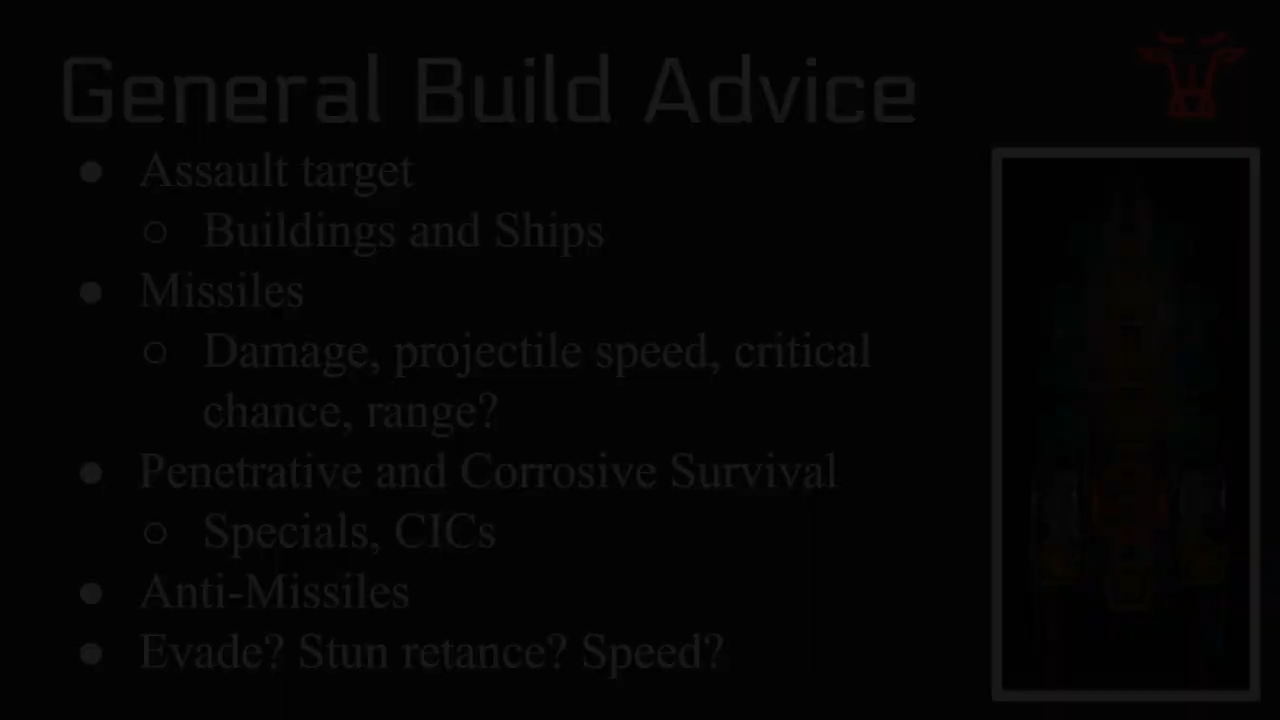 General Build Advice
● Assault target
○ Buildings and Ships
● Missiles
○ Damage, projectile speed, critical
chance, range?
● Penetrative and Corrosive Survival
○ Specials, CICs
● Anti-Missiles
● Evade? Stun retance? Speed?